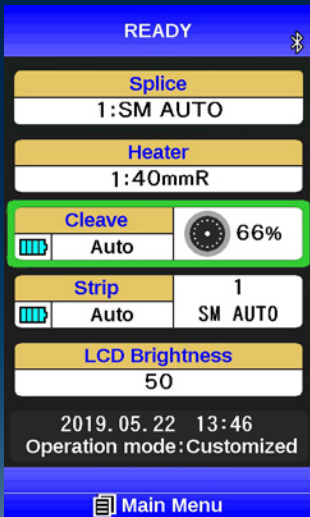 READY
Splice
1:SM AUTO
Heater
1:40mmR
Cleave
Auto
66%
Strip
Auto
1
SM AUTO
LCD Brightness
50
2019.05.22 13:46
Operation mode:Customized
Main Menu